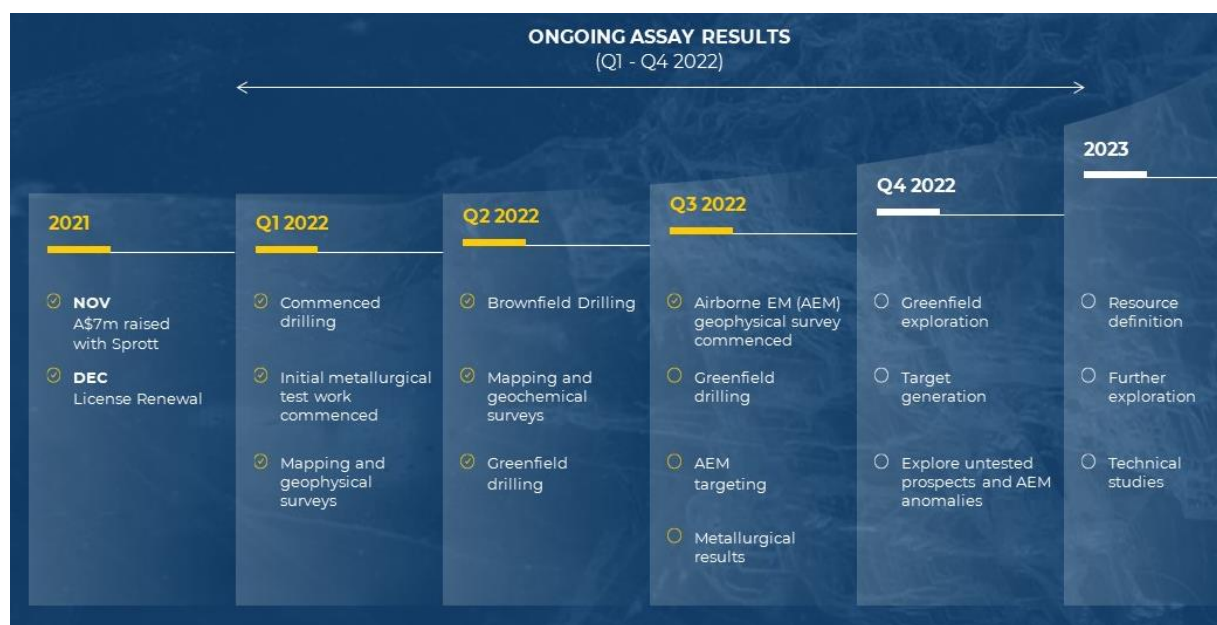 ONGOING ASSAY RESULTS
(Q1 - Q4 2022)
2021
NOV
A$7m raised
with Sprott
DEC
License Renewal
Q1 2022
Commenced
drilling
Initial metallurgical
test work
commenced
Mapping and
geophysical
surveys
Q2 2022
Brownfield Drilling
Mapping and
geochemical
surveys
Greenfield
drilling
Q3 2022
Airborne EM (AEM)
geophysical survey
commenced
Greenfield
drilling
AEM
targeting
Metallurgical
results
Q4 2022
Greenfield
exploration
Target
generation
Explore untested
prospects and AEM
anomalies
2023
Resource
definition
Further
exploration
Technical
studies